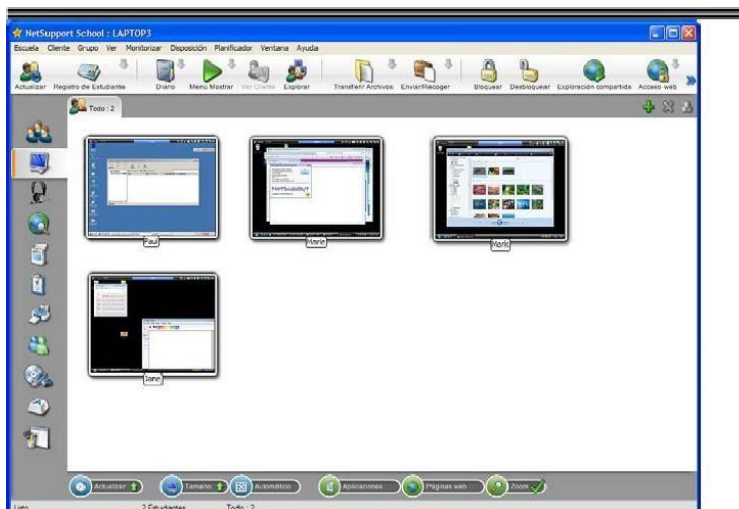 NetSupport School : LAPTOP3
Escuela Cliente Grupo Ver Monitorizar Disposición Planificador Ventana Ayuda
Actualizar Registro de Estudiante Diario Menú Mostrar Ver Cliente Explorar Transferir Archivos Enviar/Recoger Bloquear Desbloquear Exploración compartida Acceso web
Todo : 2
Paul Marie Mark
Jane
Actualizar Tamaño Automático Aplicaciones Páginas web Zoom
Listo 2 Estudiantes Todo : 2